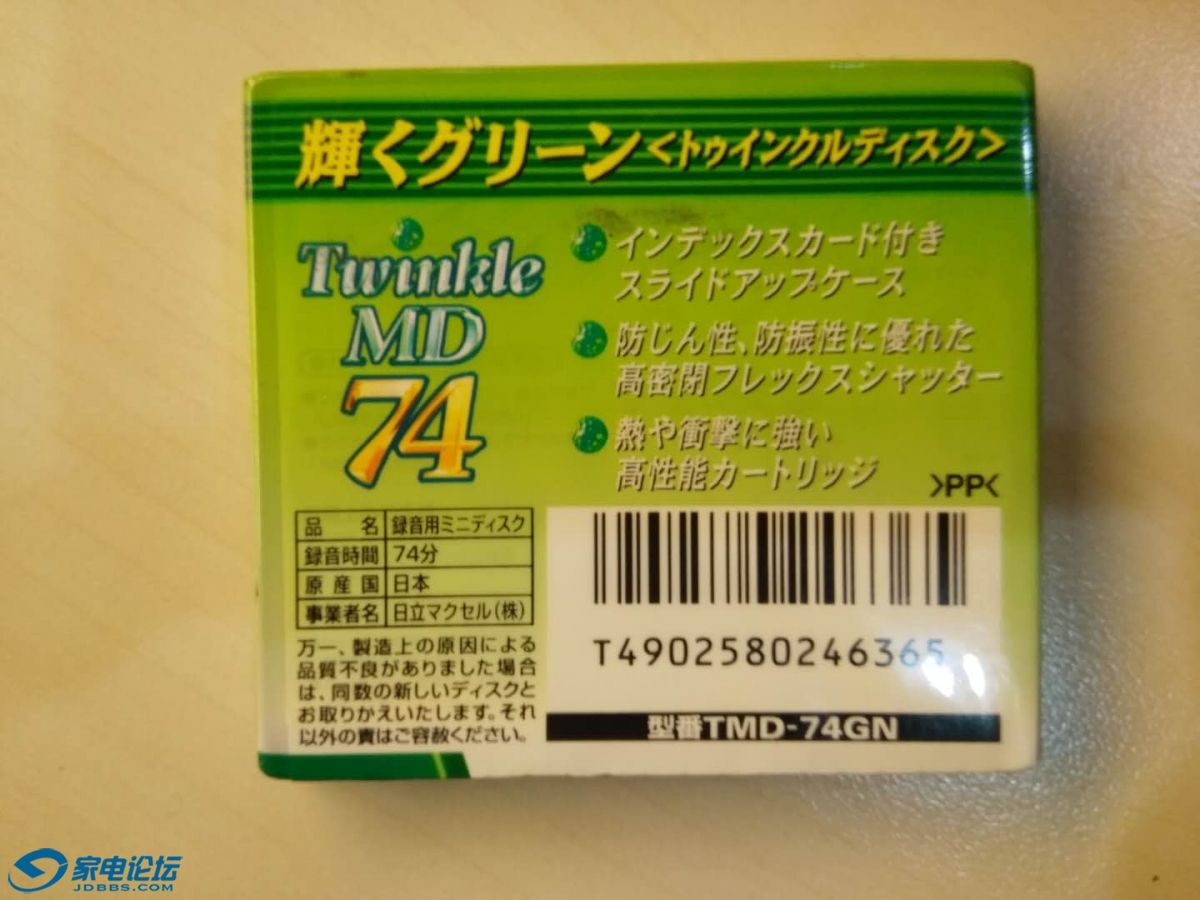 輝くグリーン<トゥインクルディスク>
Twinkle
MD
74
インデックスカード付き
スライドアップケース
防じん性、防振性に優れた
高密閉フレックスシャッター
熱や衝撃に強い
高性能カートリッジ
>PP<
品名 録音用ミニディスク
録音時間 74分
原産国 日本
事業者名 日立マクセル(株)
万一、製造上の原因による
品質不良がありました場合
は、同数の新しいディスクと
お取りかえいたします。それ
以外の責はご容赦ください。
T4902580246365
型番TMD-74GN
家电论坛
JDBBS.COM